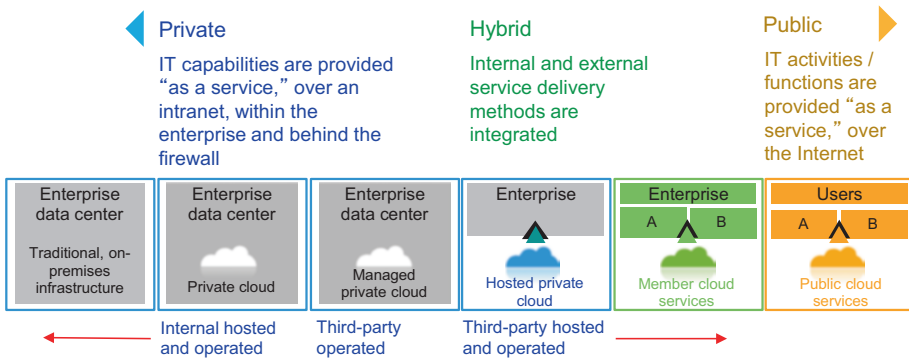 Private
IT capabilities are provided
“as a service,” over an
intranet, within the
enterprise and behind the
firewall
Hybrid
Internal and external
service delivery
methods are
integrated
Public
IT activities /
functions are
provided “as a
service,” over
the Internet
Enterprise
data center
Traditional, on-
premises
infrastructure
Enterprise
data center
Private cloud
Enterprise
data center
Managed
private cloud
Enterprise
Hosted private
cloud
Enterprise
A B
Member cloud
services
Users
A B
Public cloud
services
Internal hosted
and operated
Third-party
operated
Third-party hosted
and operated